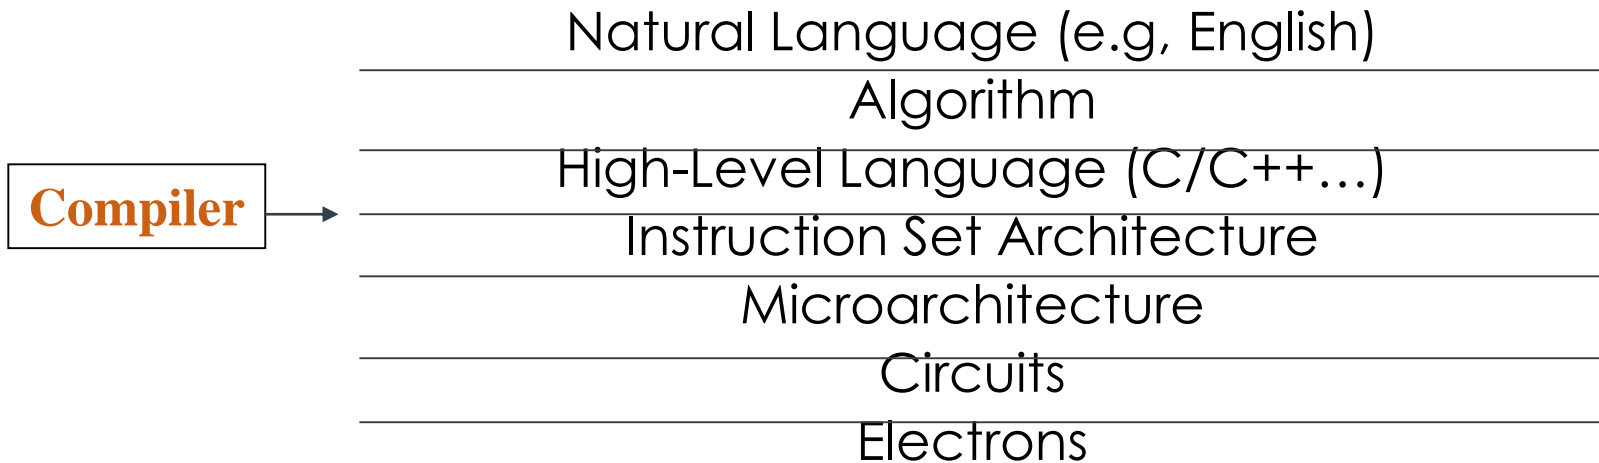 Natural Language (e.g, English)
Algorithm
High-Level Language (C/C++...)
Compiler
Instruction Set Architecture
Microarchitecture
Circuits
Electrons